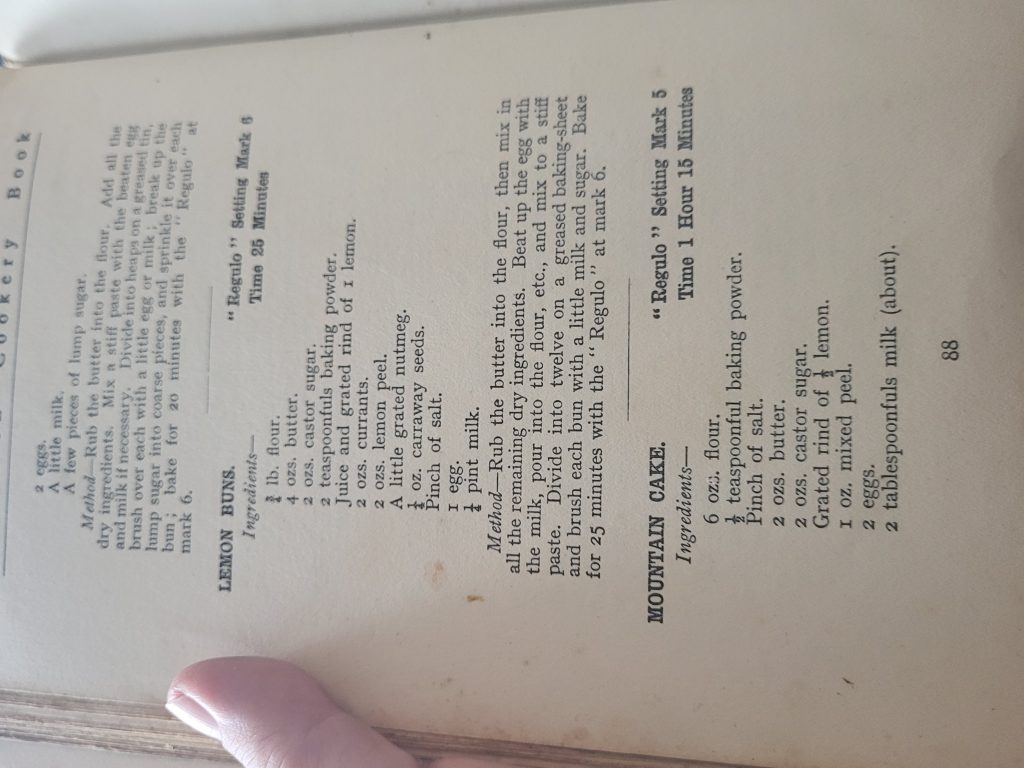 Cookery Book
2 eggs.
A little milk.
A few pieces of lump sugar.
Method—Rub the butter into the flour. Add all the
dry ingredients. Mix a stiff paste with the beaten egg
and milk if necessary. Divide into heaps on a greased tin,
brush over each with a little egg or milk; break up the
lump sugar into coarse pieces, and sprinkle it over each
bun; bake for 20 minutes with the "Regulo" at
mark 6.
LEMON BUNS. "Regulo" Setting Mark 6
Ingredients— Time 25 Minutes
¾ lb. flour.
4 ozs. butter.
2 ozs. castor sugar.
2 teaspoonfuls baking powder.
Juice and grated rind of 1 lemon.
2 ozs. currants.
2 ozs. lemon peel.
A little grated nutmeg.
¼ oz. carraway seeds.
Pinch of salt.
1 egg.
¼ pint milk.
Method—Rub the butter into the flour, then mix in
all the remaining dry ingredients. Beat up the egg with
the milk, pour into the flour, etc., and mix to a stiff
paste. Divide into twelve on a greased baking-sheet
and brush each bun with a little milk and sugar. Bake
for 25 minutes with the "Regulo" at mark 6.
MOUNTAIN CAKE. "Regulo" Setting Mark 5
Ingredients— Time 1 Hour 15 Minutes
6 ozs. flour.
½ teaspoonful baking powder.
Pinch of salt.
2 ozs. butter.
2 ozs. castor sugar.
Grated rind of ½ lemon.
1 oz. mixed peel.
2 eggs.
2 tablespoonfuls milk (about).
88